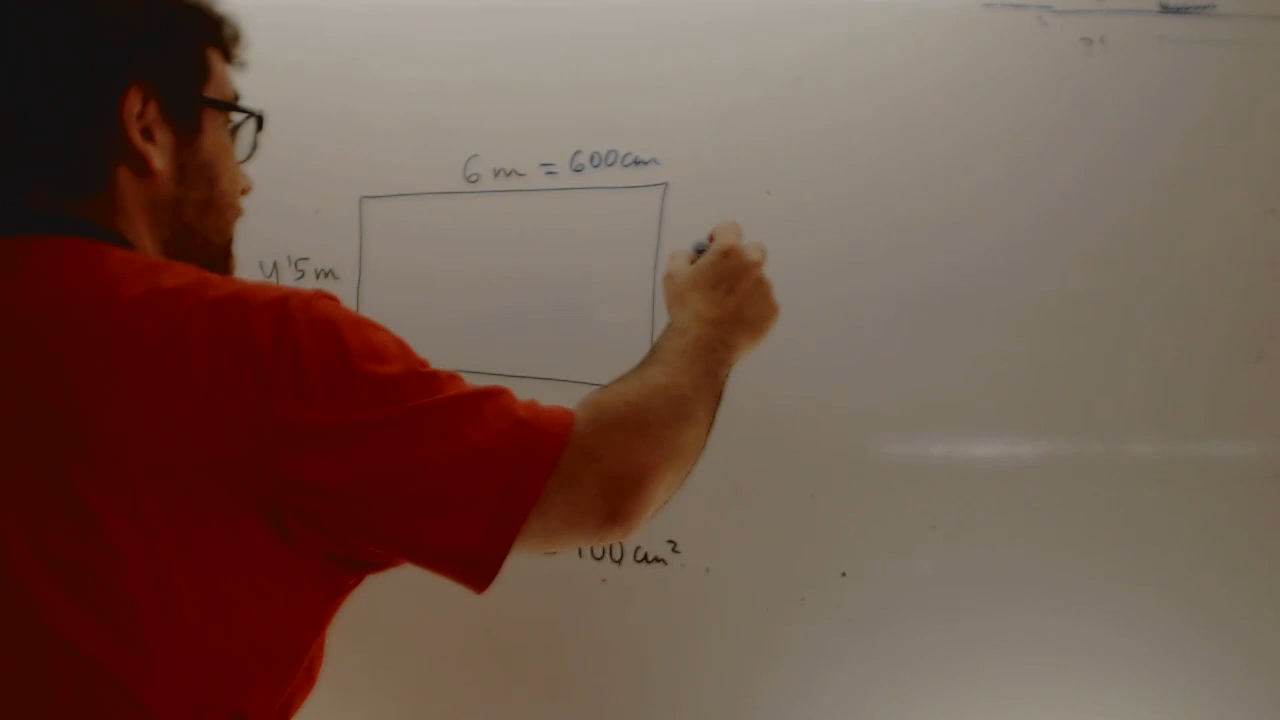 6 m = 600 cm
4'5 m
= 100 cm²